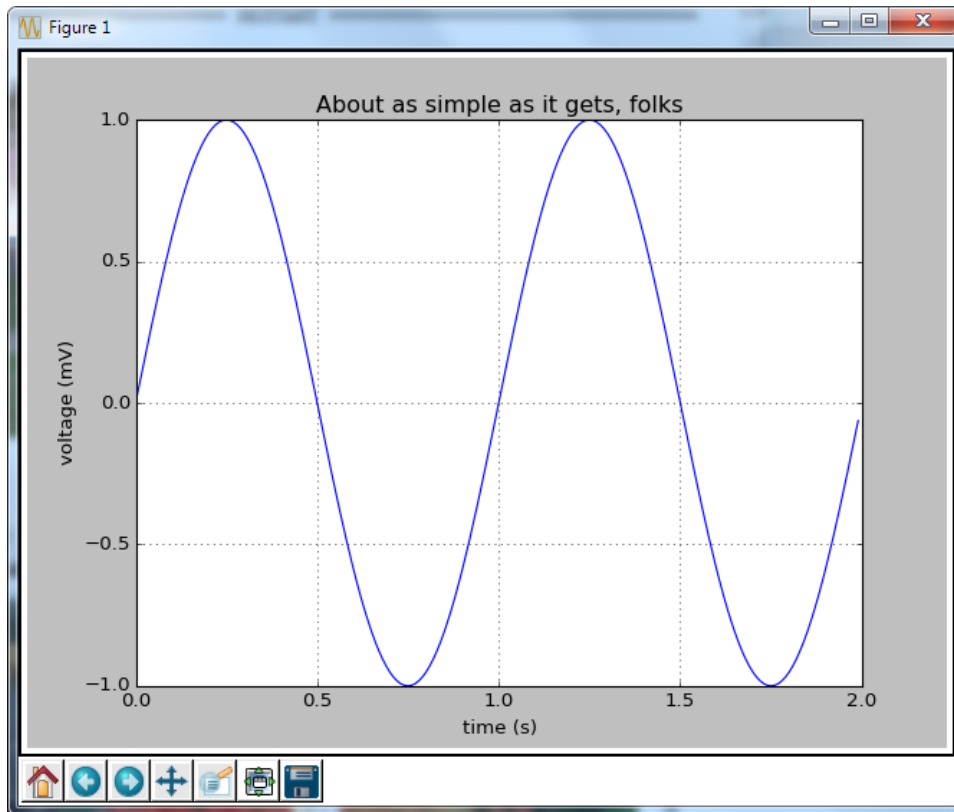 Figure 1
About as simple as it gets, folks
1.0
0.5
0.0
−0.5
−1.0
voltage (mV)
0.0 0.5 1.0 1.5 2.0
time (s)